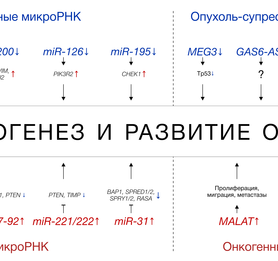 ные микроРНК
Опухоль-супрес
200↓ miR-126↓ miR-195↓ MEG3↓ GAS6-AS
↑ PIK3R2↑ CHEK1↑ Tp53↓ ?
ОГЕНЕЗ И РАЗВИТИЕ О
PTEN↓ PTEN, TIMP↓ BAP1, SPRED1/2,
SPRY1/2, RASA↓
Пролиферация,
миграция, метастазы
7-92↑ miR-221/222↑ miR-31↑ MALAT↑
икроРНК
Онкогенн